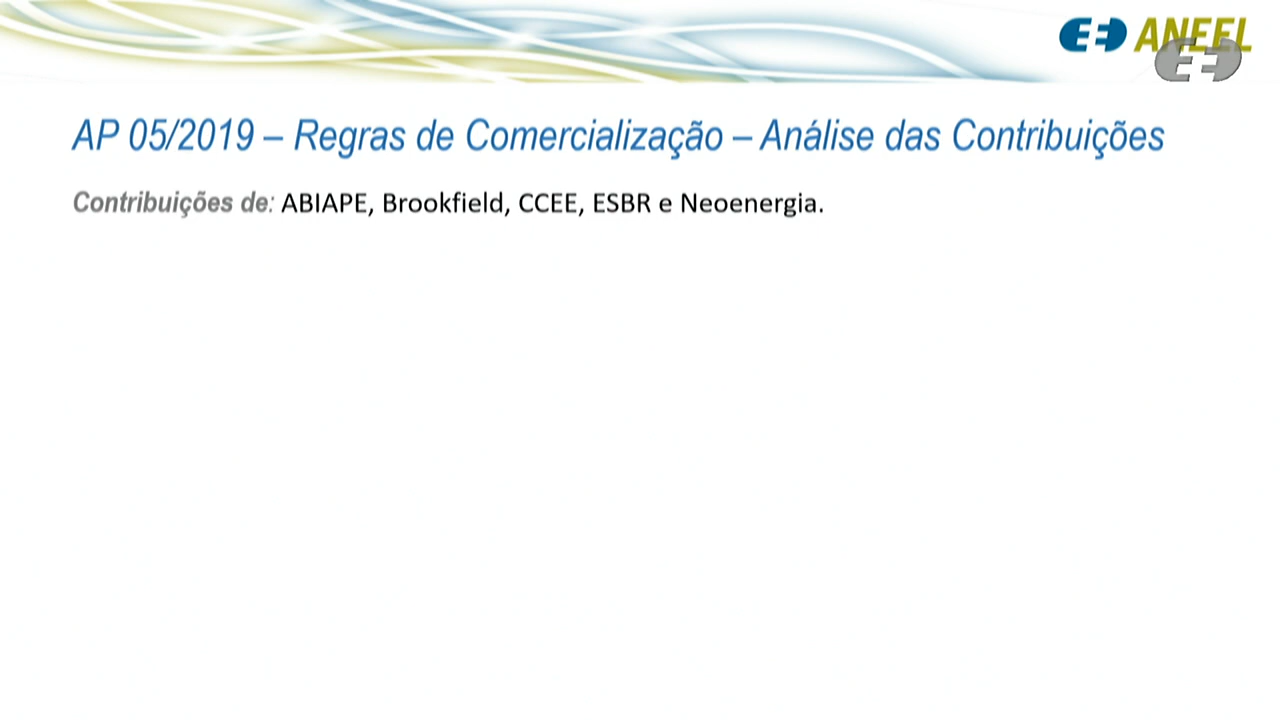 ANEEL
AP 05/2019 – Regras de Comercialização – Análise das Contribuições
Contribuições de: ABIAPE, Brookfield, CCEE, ESBR e Neoenergia.